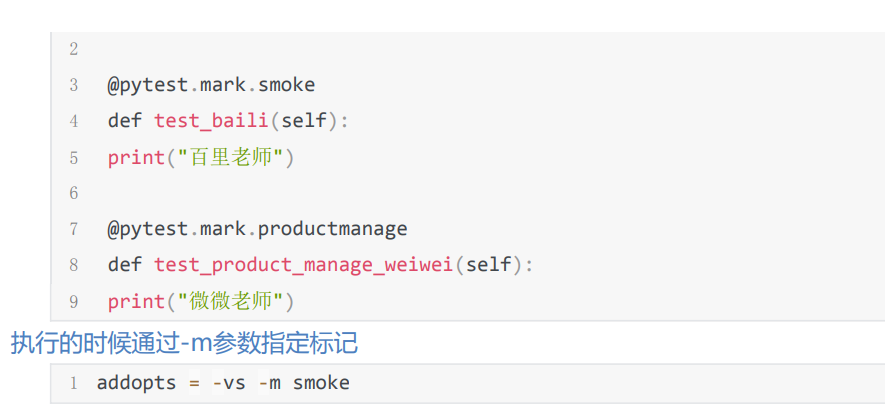 2
3 @pytest.mark.smoke
4 def test_baili(self):
5 print("百里老师")
6
7 @pytest.mark.productmanage
8 def test_product_manage_weiwei(self):
9 print("微微老师")
执行的时候通过-m参数指定标记
1 addopts = -vs -m smoke